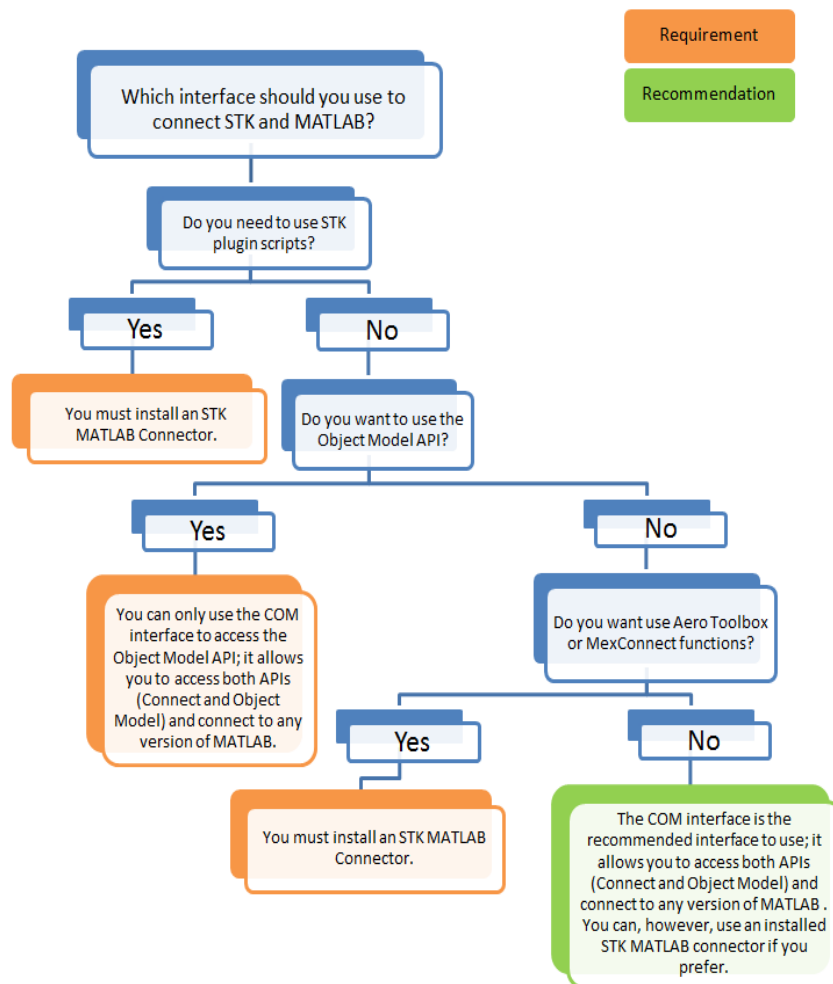 Requirement
Recommendation
Which interface should you use to
connect STK and MATLAB?
Do you need to use STK
plugin scripts?
Yes
No
You must install an STK
MATLAB Connector.
Do you want to use the
Object Model API?
Yes
No
You can only use the COM
interface to access the
Object Model API; it allows
you to access both APIs
(Connect and Object
Model) and connect to any
version of MATLAB.
Do you want use Aero Toolbox
or MexConnect functions?
Yes
No
You must install an STK MATLAB
Connector.
The COM interface is the
recommended interface to use; it
allows you to access both APIs
(Connect and Object Model) and
connect to any version of MATLAB .
You can, however, use an installed
STK MATLAB connector if you
prefer.